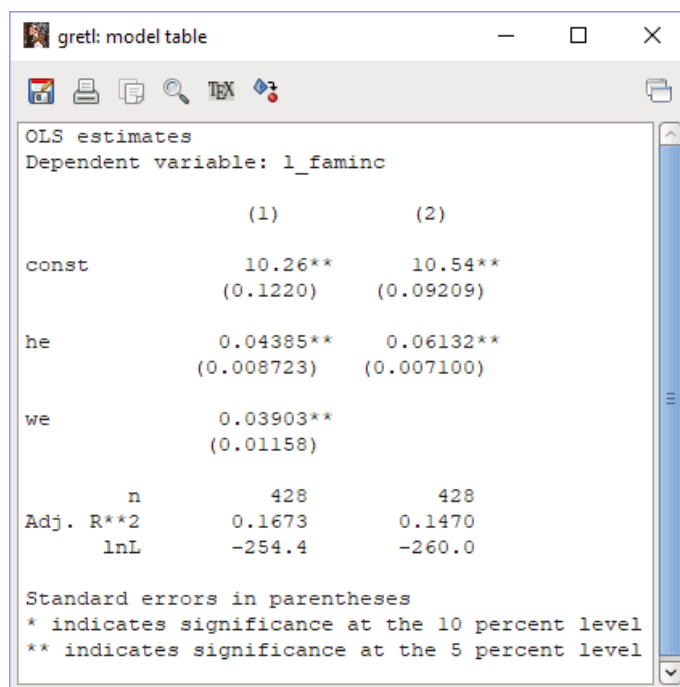 gretl: model table
TEX
OLS estimates
Dependent variable: l_faminc
(1) (2)
const 10.26** 10.54**
(0.1220) (0.09209)
he 0.04385** 0.06132**
(0.008723) (0.007100)
we 0.03903**
(0.01158)
n 428 428
Adj. R**2 0.1673 0.1470
lnL -254.4 -260.0
Standard errors in parentheses
* indicates significance at the 10 percent level
** indicates significance at the 5 percent level